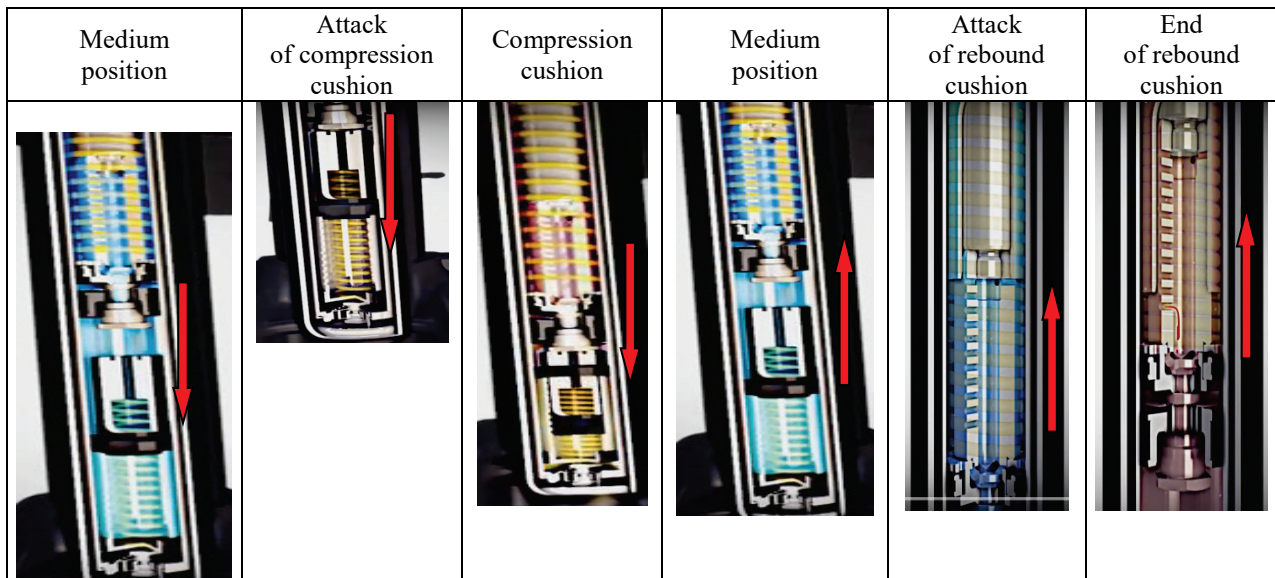 Medium
position
Attack
of compression
cushion
Compression
cushion
Medium
position
Attack
of rebound
cushion
End
of rebound
cushion